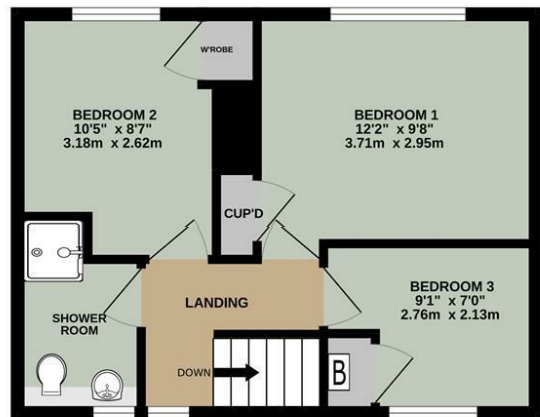 W'ROBE
BEDROOM 2
10'5" x 8'7"
3.18m x 2.62m
BEDROOM 1
12'2" x 9'8"
3.71m x 2.95m
CUP'D
LANDING
BEDROOM 3
9'1" x 7'0"
2.76m x 2.13m
SHOWER
ROOM
DOWN
B